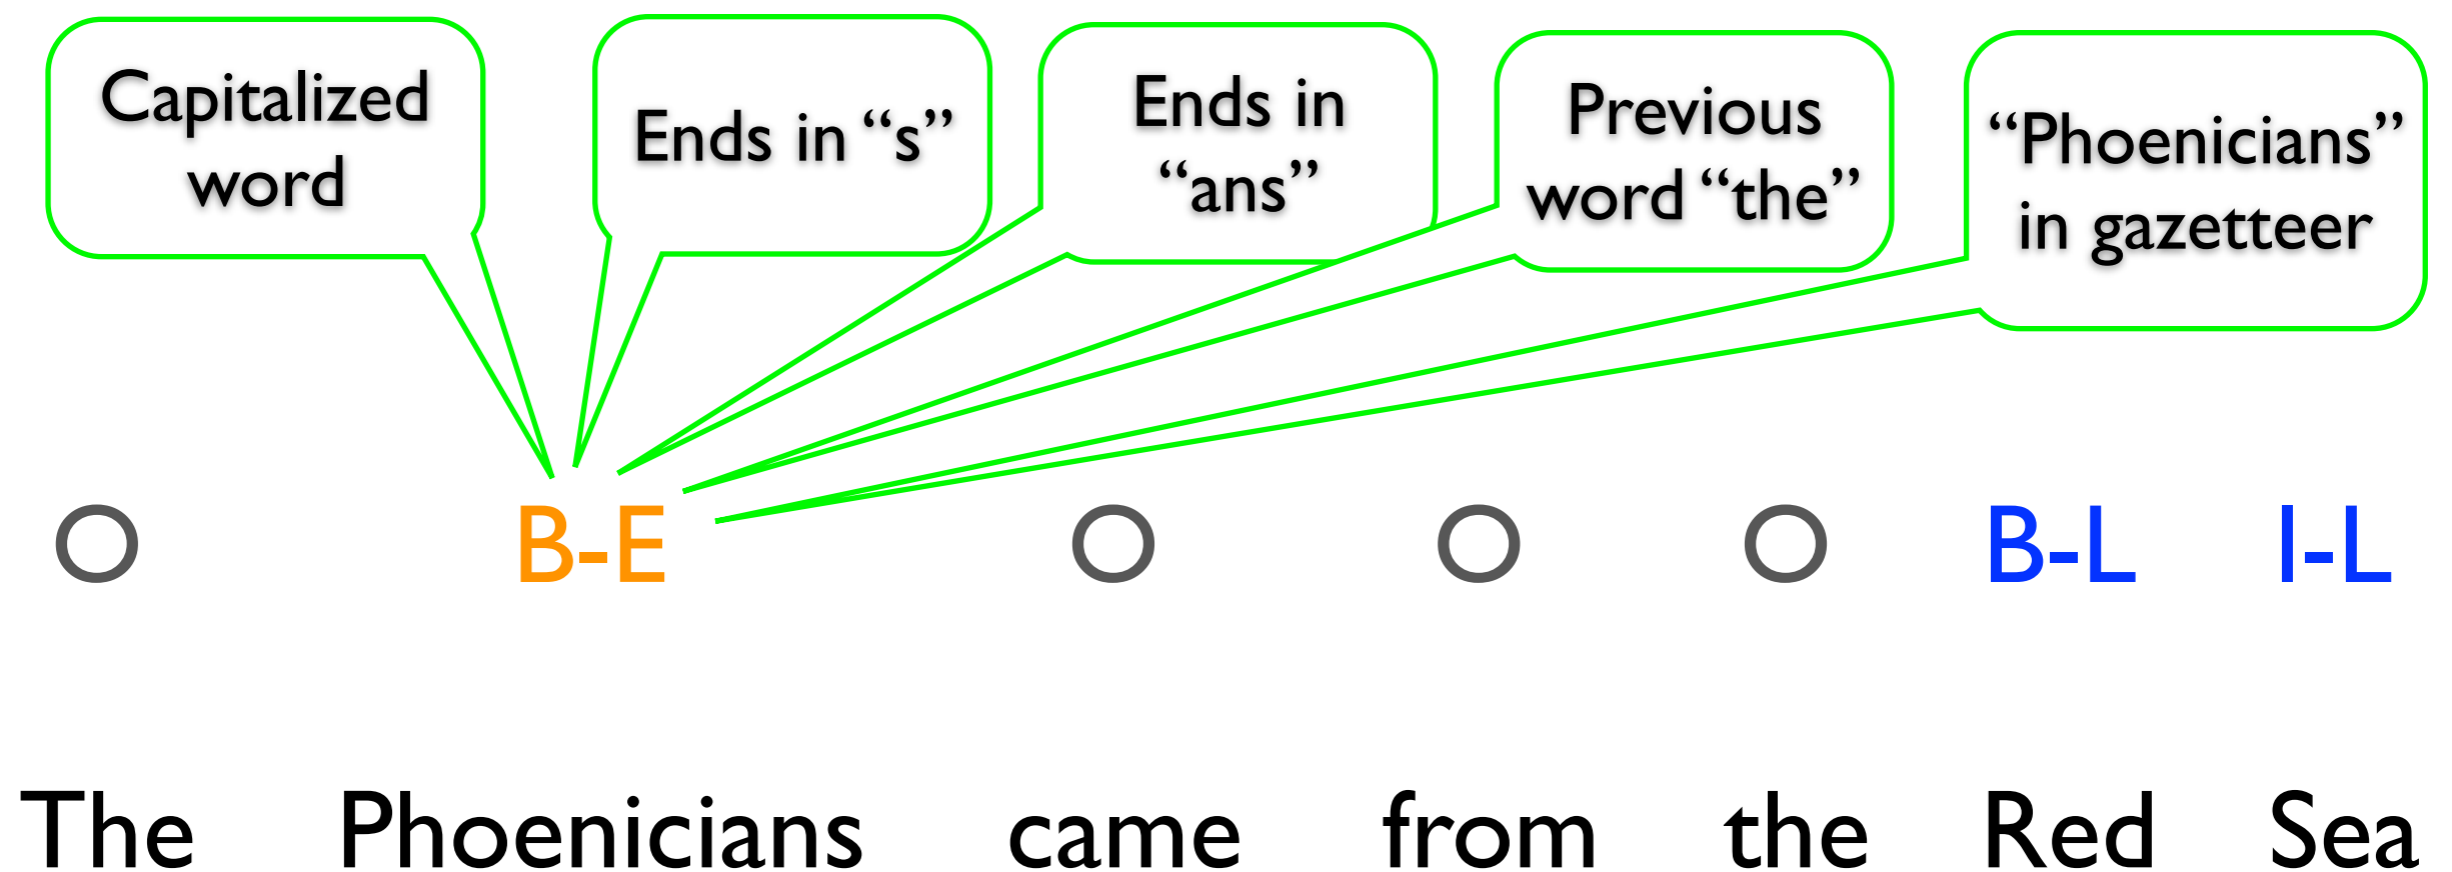 Capitalized
word
Ends in “s”
Ends in
“ans”
Previous
word “the”
“Phoenicians”
in gazetteer
O B-E O O O B-L I-L
The Phoenicians came from the Red Sea